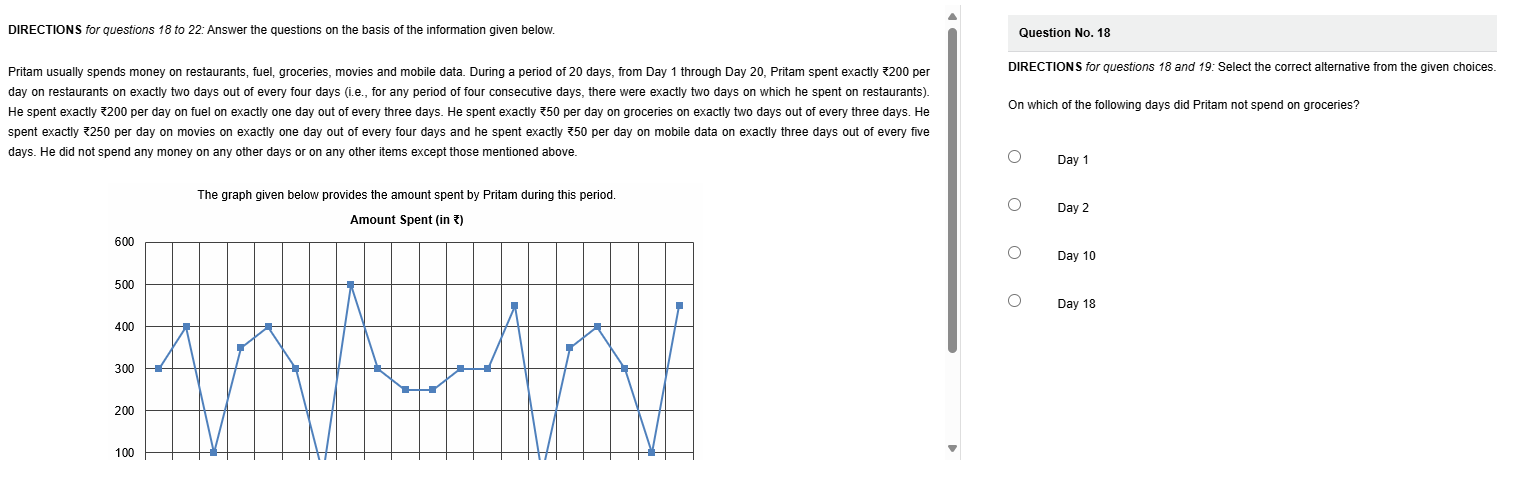 DIRECTIONS for questions 18 to 22: Answer the questions on the basis of the information given below.
Pritam usually spends money on restaurants, fuel, groceries, movies and mobile data. During a period of 20 days, from Day 1 through Day 20, Pritam spent exactly ₹200 per
day on restaurants on exactly two days out of every four days (i.e., for any period of four consecutive days, there were exactly two days on which he spent on restaurants).
He spent exactly ₹200 per day on fuel on exactly one day out of every three days. He spent exactly ₹50 per day on groceries on exactly two days out of every three days. He
spent exactly ₹250 per day on movies on exactly one day out of every four days and he spent exactly ₹50 per day on mobile data on exactly three days out of every five
days. He did not spend any money on any other days or on any other items except those mentioned above.
The graph given below provides the amount spent by Pritam during this period.
Amount Spent (in ₹)
600
500
400
300
200
100
Question No. 18
DIRECTIONS for questions 18 and 19: Select the correct alternative from the given choices.
On which of the following days did Pritam not spend on groceries?
Day 1
Day 2
Day 10
Day 18